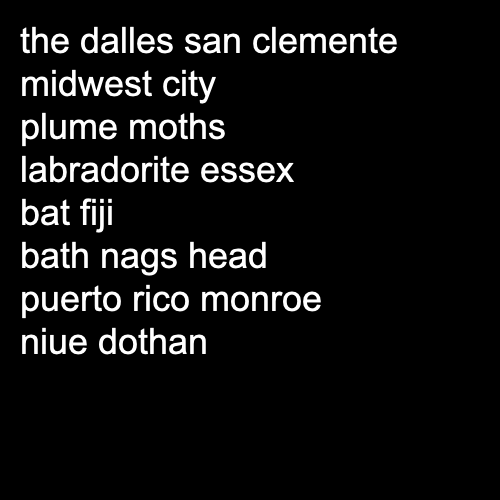 the dalles san clemente
midwest city
plume moths
labradorite essex
bat fiji
bath nags head
puerto rico monroe
niue dothan